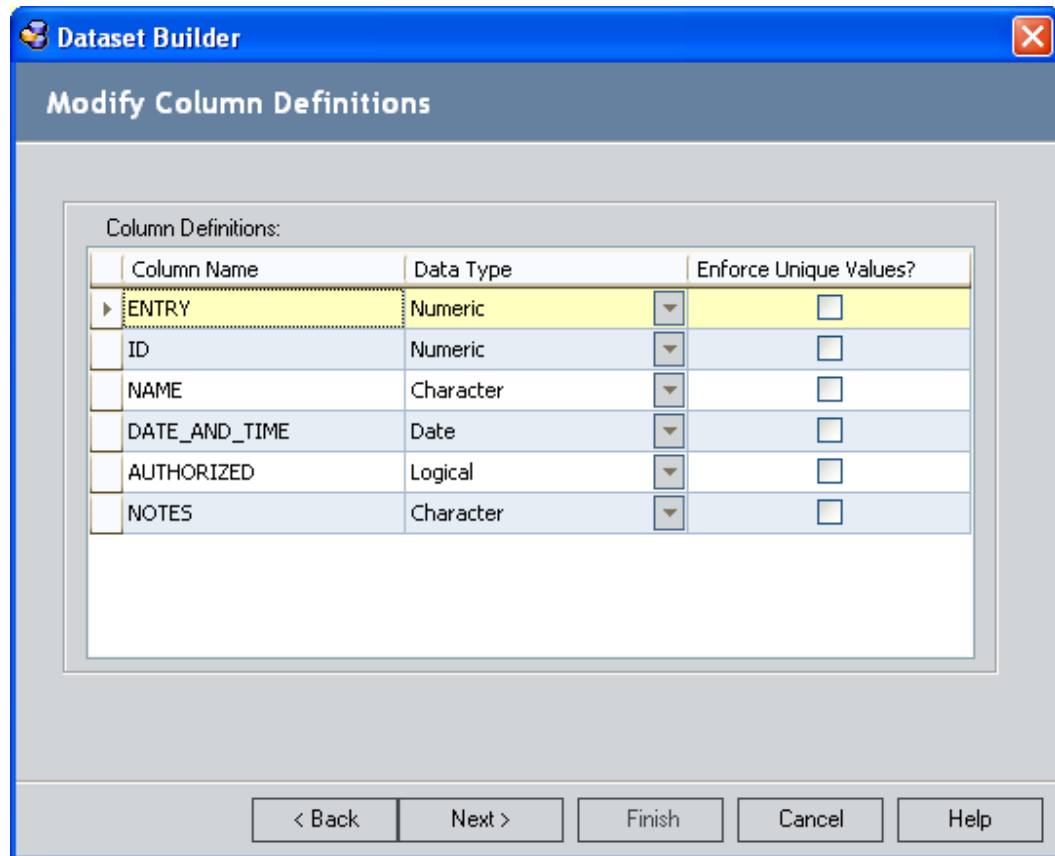 Dataset Builder
Modify Column Definitions
Column Definitions:
Column Name Data Type Enforce Unique Values?
ENTRY Numeric
ID Numeric
NAME Character
DATE_AND_TIME Date
AUTHORIZED Logical
NOTES Character
< Back Next > Finish Cancel Help